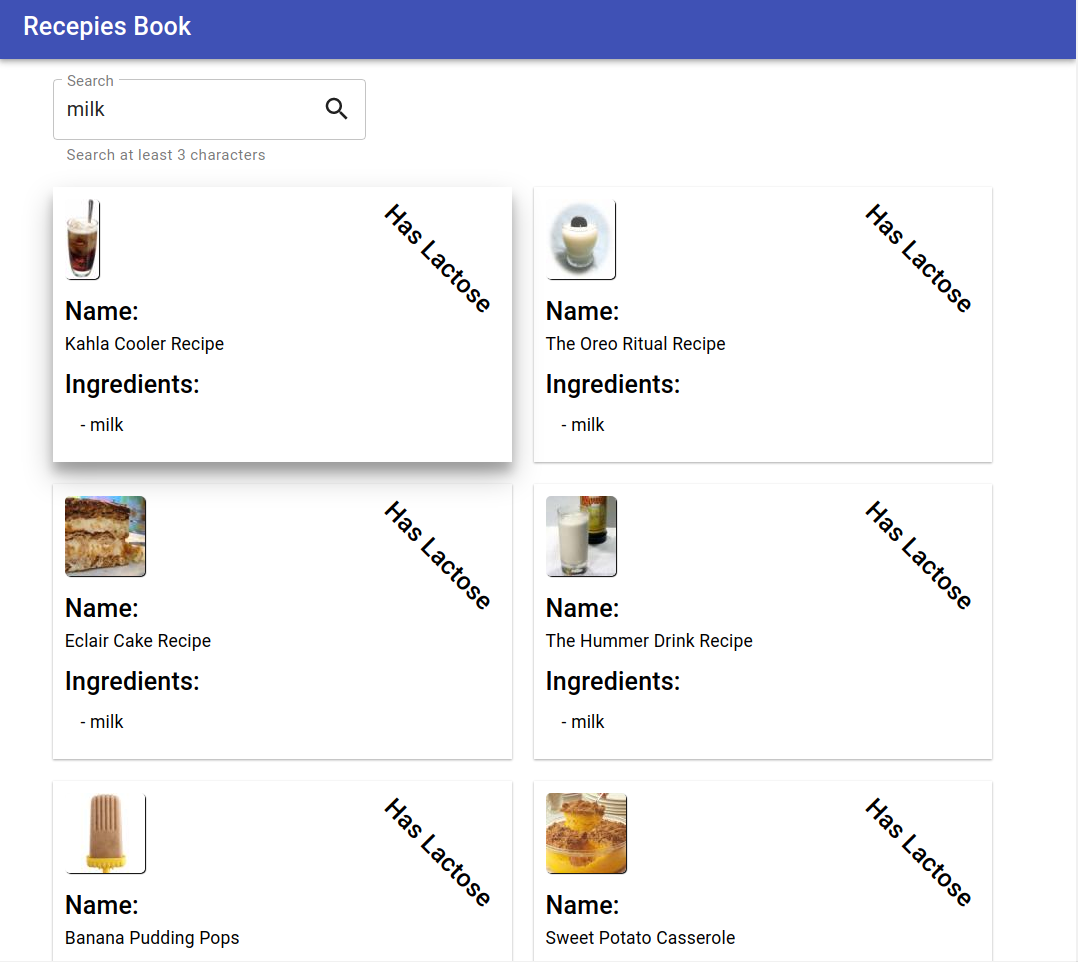 Recepies Book
Search
milk
Search at least 3 characters
Has Lactose
Name:
Kahla Cooler Recipe
Ingredients:
- milk
Has Lactose
Name:
The Oreo Ritual Recipe
Ingredients:
- milk
Has Lactose
Name:
Eclair Cake Recipe
Ingredients:
- milk
Has Lactose
Name:
The Hummer Drink Recipe
Ingredients:
- milk
Has Lactose
Name:
Banana Pudding Pops
Has Lactose
Name:
Sweet Potato Casserole